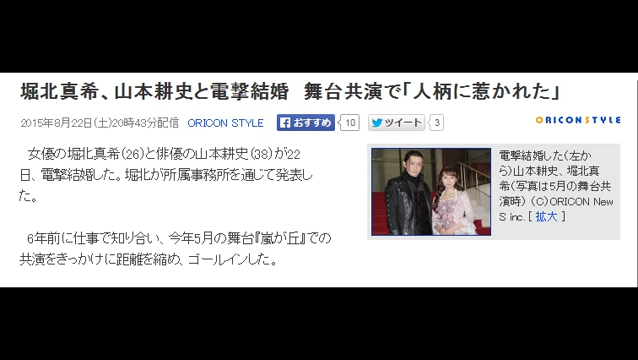 堀北真希、山本耕史と電撃結婚 舞台共演で「人柄に惹かれた」
2015年8月22日(土)20時43分配信 ORICON STYLE おすすめ 10 ツイート 3
ORICON STYLE
女優の堀北真希(26)と俳優の山本耕史(38)が22
日、電撃結婚した。堀北が所属事務所を通じて発表し
た。
6年前に仕事で知り合い、今年5月の舞台『嵐が丘』での
共演をきっかけに距離を縮め、ゴールインした。
電撃結婚した(左か
ら)山本耕史、堀北真
希(写真は5月の舞台共
演時) (C)ORICON New
S inc. [ 拡大 ]